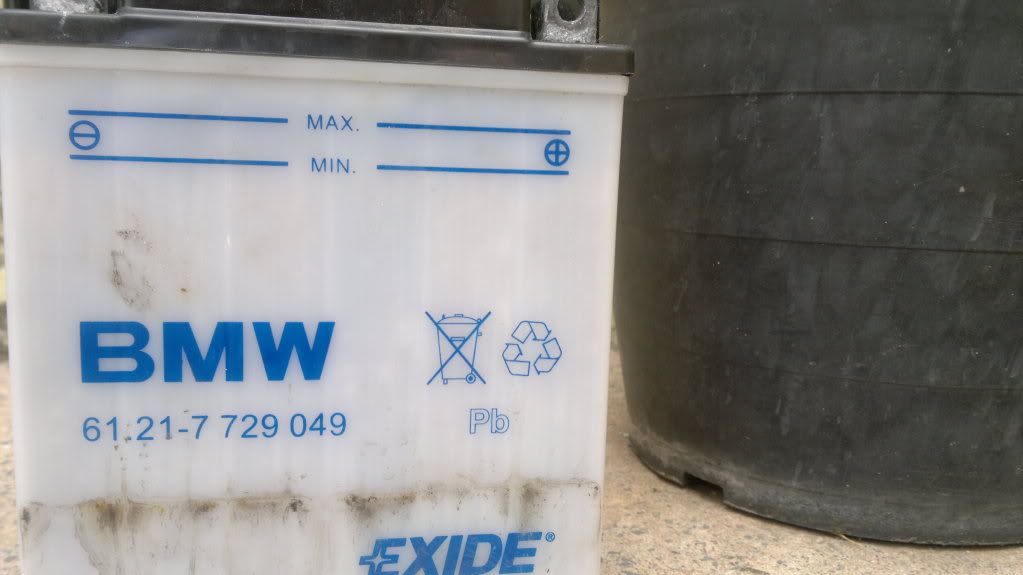 MAX.
MIN.
BMW
61.21-7 729 049
Pb
EXIDE®